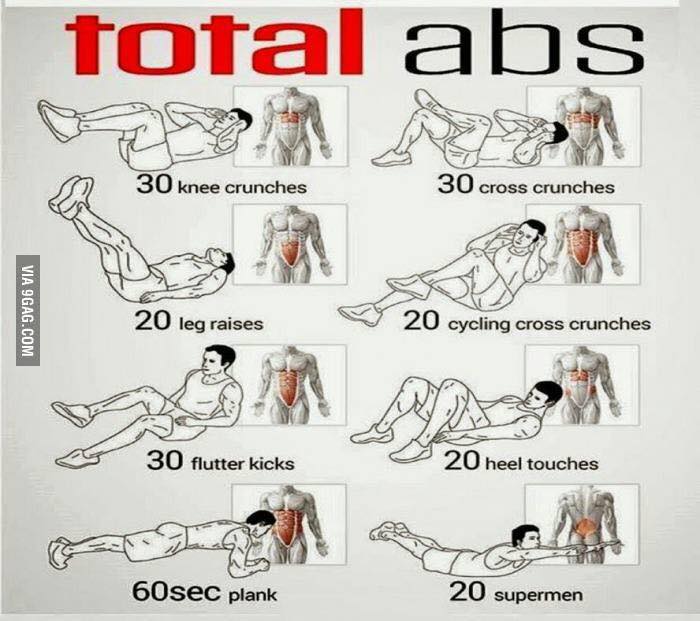 total abs
30 knee crunches
30 cross crunches
20 leg raises
20 cycling cross crunches
30 flutter kicks
20 heel touches
60sec plank
20 supermen
VIA 9GAG.COM